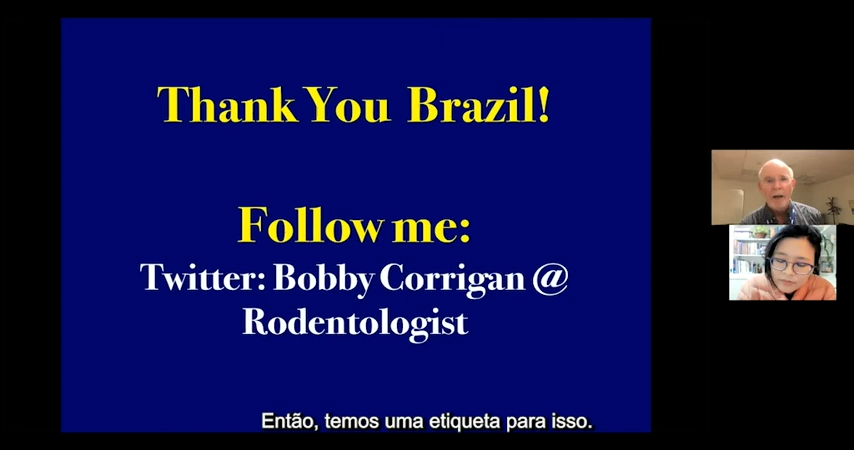 Thank You Brazil!
Follow me:
Twitter: Bobby Corrigan @
Rodentologist
Então, temos uma etiqueta para isso.